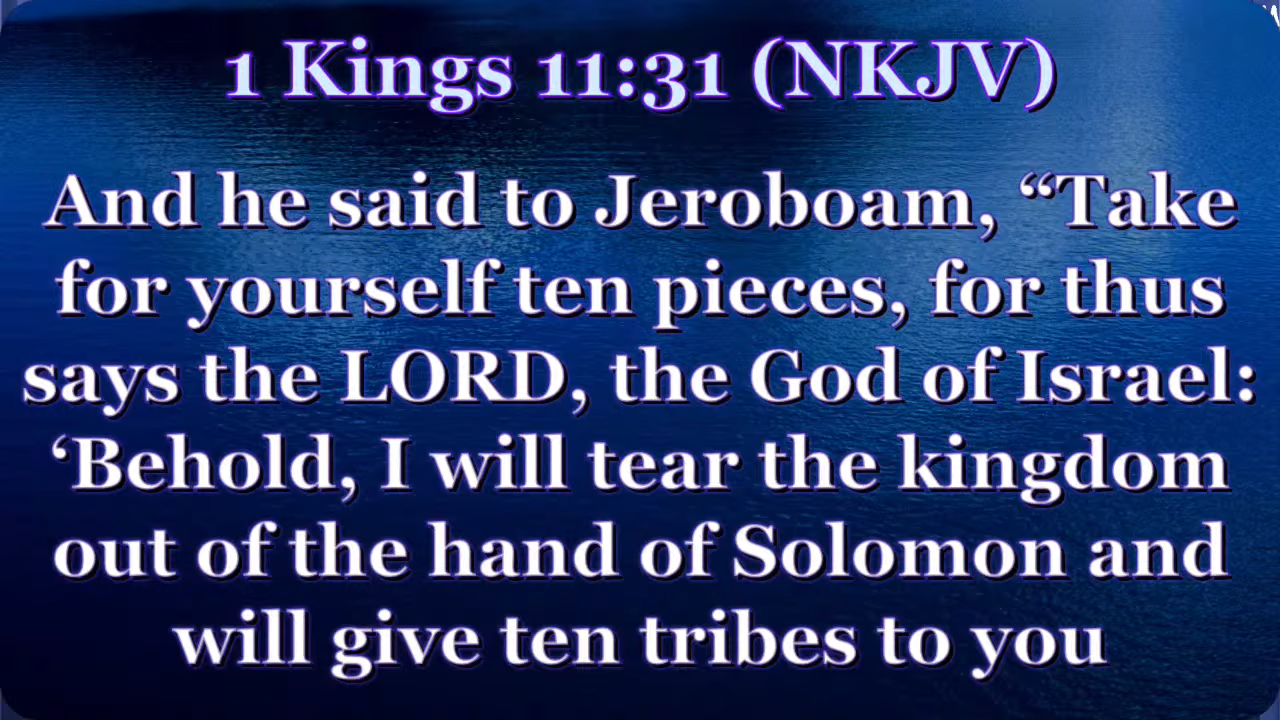 1 Kings 11:31 (NKJV)
And he said to Jeroboam, “Take
for yourself ten pieces, for thus
says the LORD, the God of Israel:
‘Behold, I will tear the kingdom
out of the hand of Solomon and
will give ten tribes to you